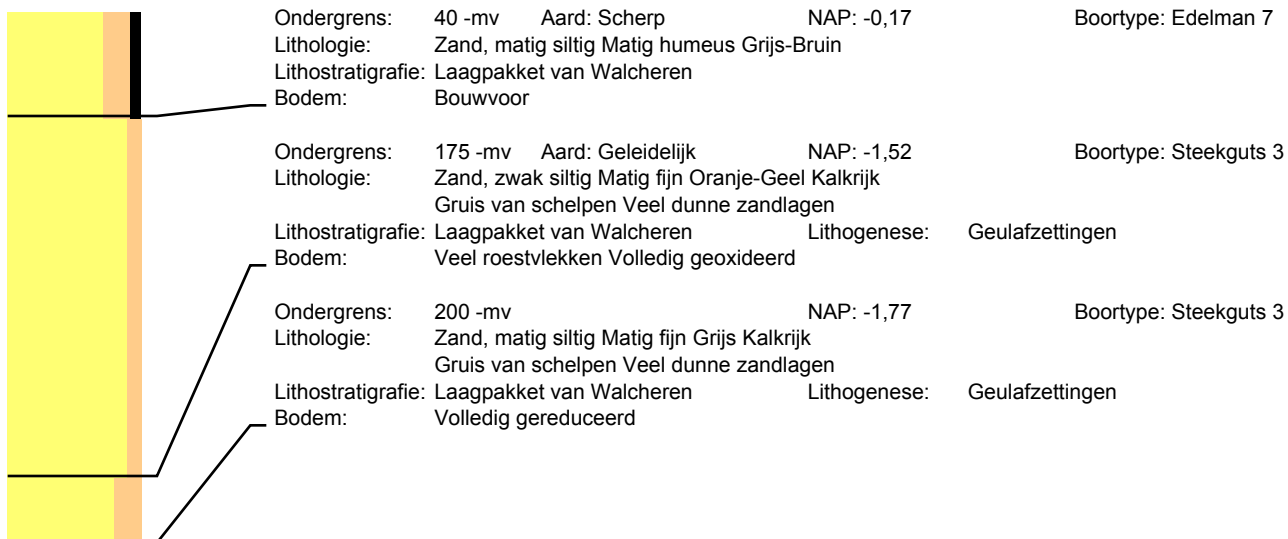 Ondergrens: 40 -mv Aard: Scherp NAP: -0,17 Boortype: Edelman 7
Lithologie: Zand, matig siltig Matig humeus Grijs-Bruin
Lithostratigrafie: Laagpakket van Walcheren
Bodem: Bouwvoor
Ondergrens: 175 -mv Aard: Geleidelijk NAP: -1,52 Boortype: Steekguts 3
Lithologie: Zand, zwak siltig Matig fijn Oranje-Geel Kalkrijk
Gruis van schelpen Veel dunne zandlagen
Lithostratigrafie: Laagpakket van Walcheren Lithogenese: Geulafzettingen
Bodem: Veel roestvlekken Volledig geoxideerd
Ondergrens: 200 -mv NAP: -1,77 Boortype: Steekguts 3
Lithologie: Zand, matig siltig Matig fijn Grijs Kalkrijk
Gruis van schelpen Veel dunne zandlagen
Lithostratigrafie: Laagpakket van Walcheren Lithogenese: Geulafzettingen
Bodem: Volledig gereduceerd